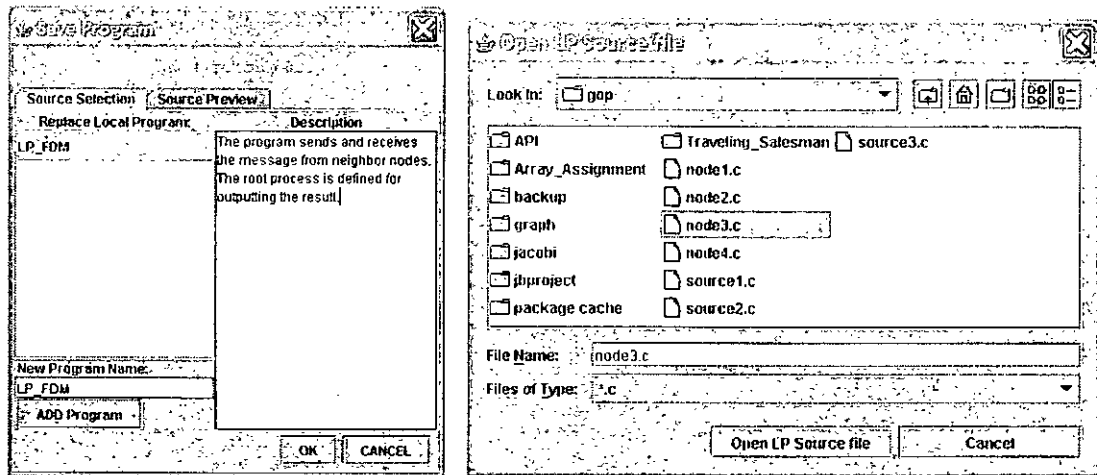 Save Program
Source Selection Source Preview
Replace Local Program: Description
LP_FDM
The program sends and receives
the message from neighbor nodes.
The root process is defined for
outputting the result.
New Program Name:
LP_FDM
ADD Program
OK CANCEL
Open LP Source file
Look In: gop
API
Array_Assignment
backup
graph
jacobi
jbproject
package cache
Traveling_Salesman
node1.c
node2.c
node3.c
node4.c
source1.c
source2.c
source3.c
File Name: node3.c
Files of Type: *.c
Open LP Source file Cancel